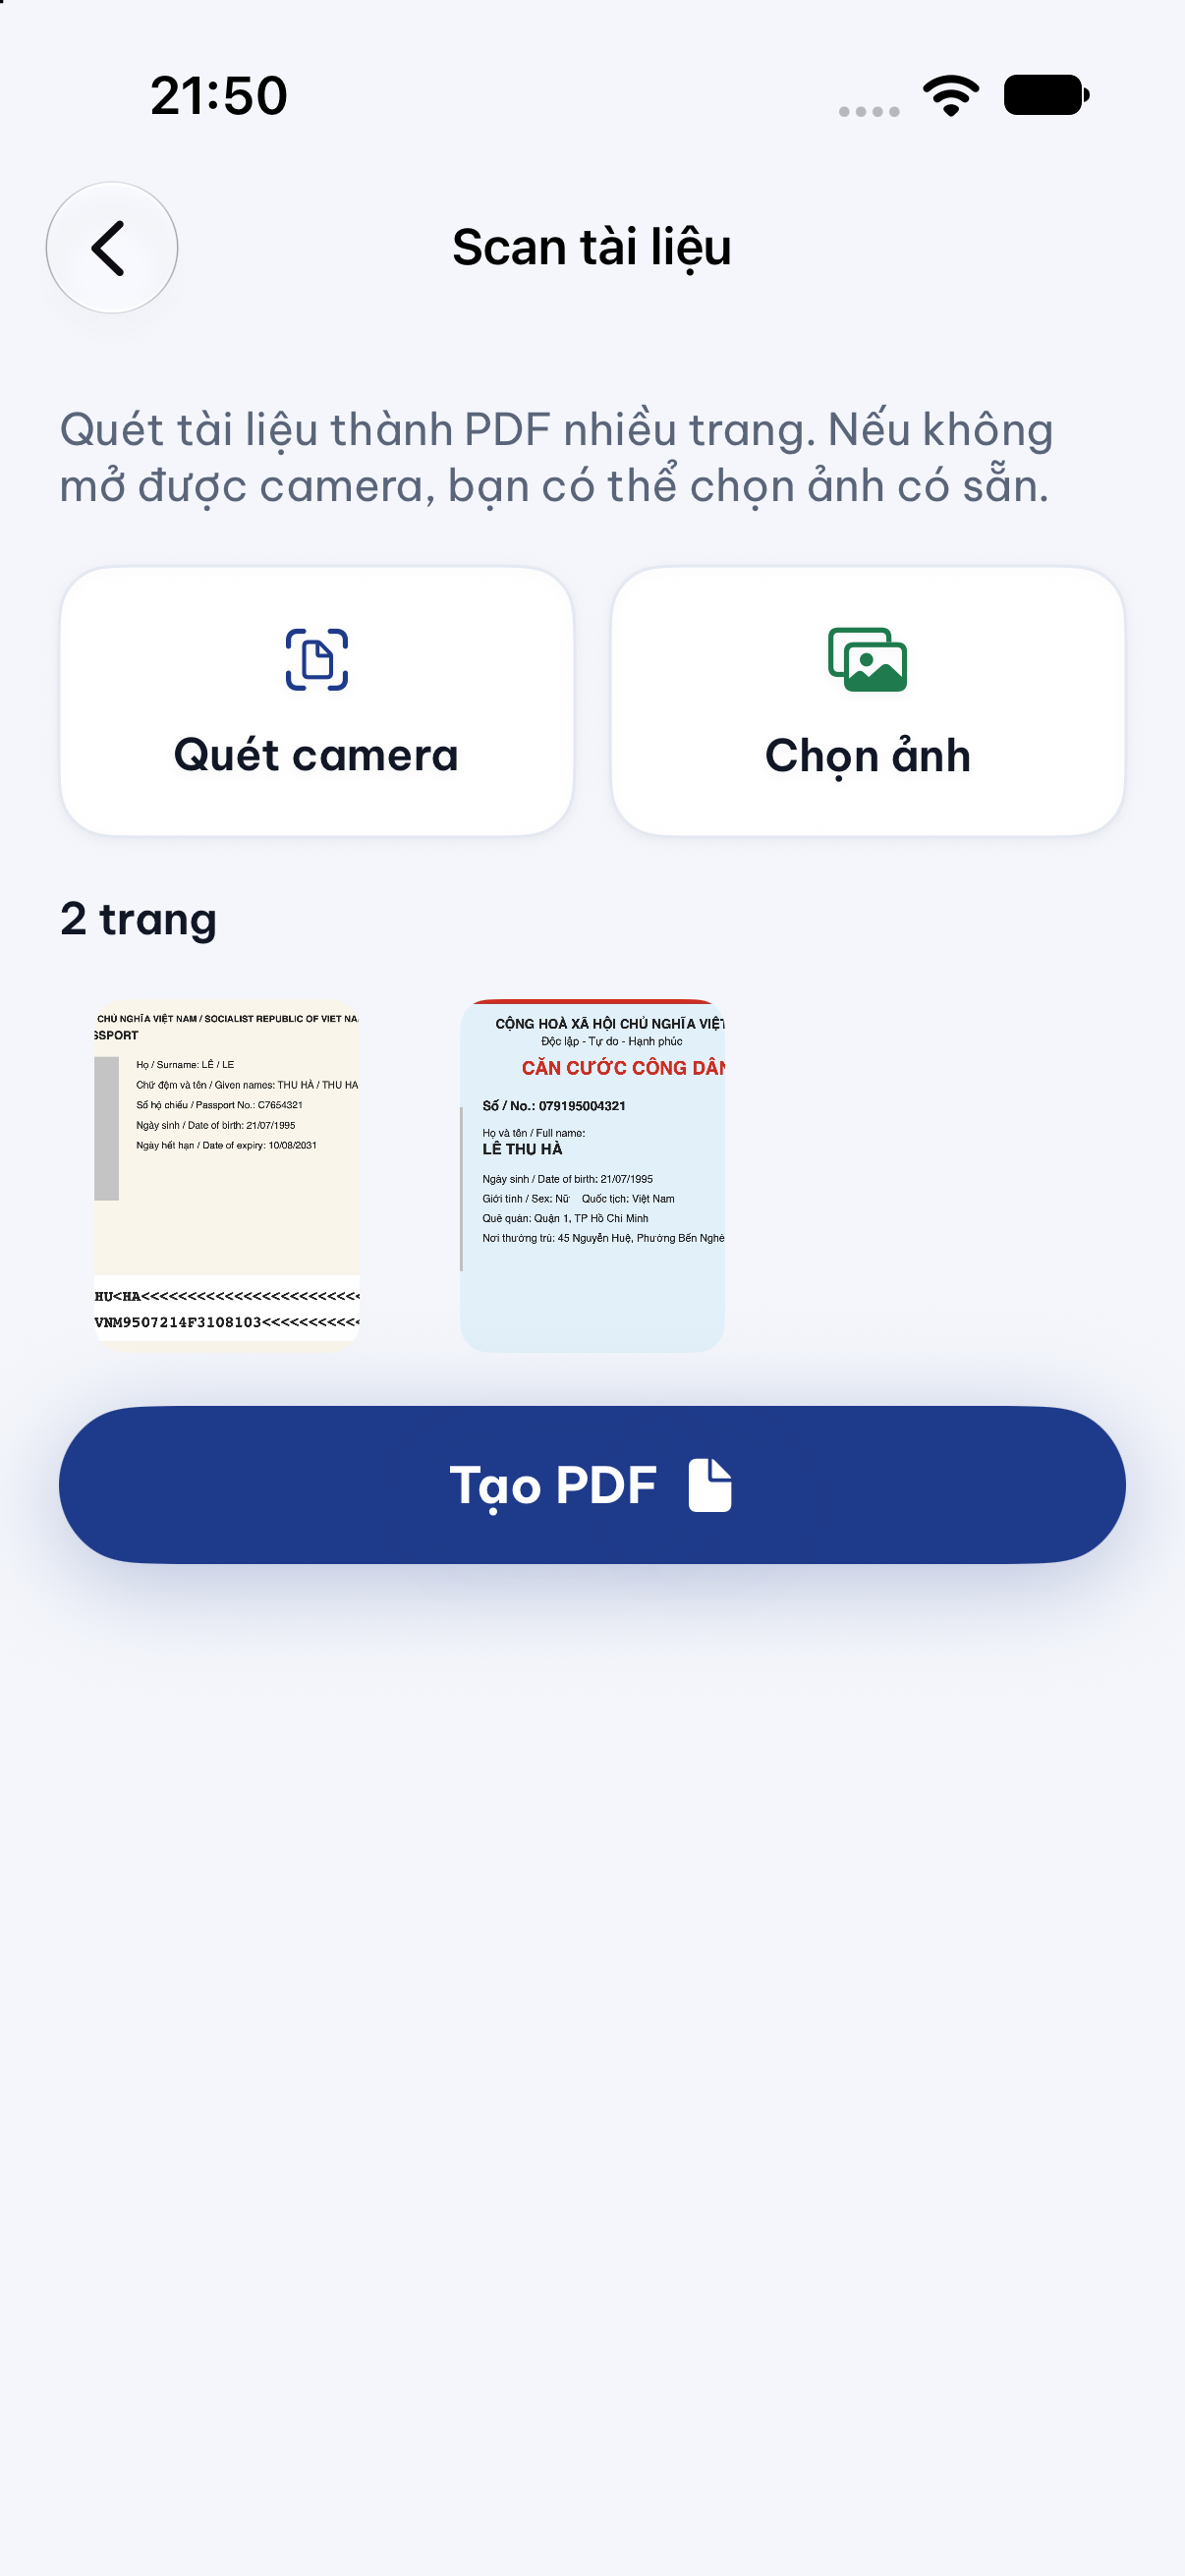 21:50
Scan tài liệu
Quét tài liệu thành PDF nhiều trang. Nếu không
mở được camera, bạn có thể chọn ảnh có sẵn.
Quét camera
Chọn ảnh
2 trang
CHỦ NGHĨA VIỆT NAM / SOCIALIST REPUBLIC OF VIET NA
SSPORT
Họ / Surname: LÊ / LE
Chữ đệm và tên / Given names: THU HÀ / THU HA
Số hộ chiếu / Passport No.: C7654321
Ngày sinh / Date of birth: 21/07/1995
Ngày hết hạn / Date of expiry: 10/08/2031
HU<HA<<<<<<<<<<<<<<<<<<<<<<<<
VNM9507214F3108103<<<<<<<<<<<
CỘNG HOÀ XÃ HỘI CHỦ NGHĨA VIỆT
Độc lập - Tự do - Hạnh phúc
CĂN CƯỚC CÔNG DÂN
Số / No.: 079195004321
Họ và tên / Full name:
LÊ THU HÀ
Ngày sinh / Date of birth: 21/07/1995
Giới tính / Sex: Nữ Quốc tịch: Việt Nam
Quê quán: Quận 1, TP Hồ Chí Minh
Nơi thường trú: 45 Nguyễn Huệ, Phường Bến Nghé
Tạo PDF